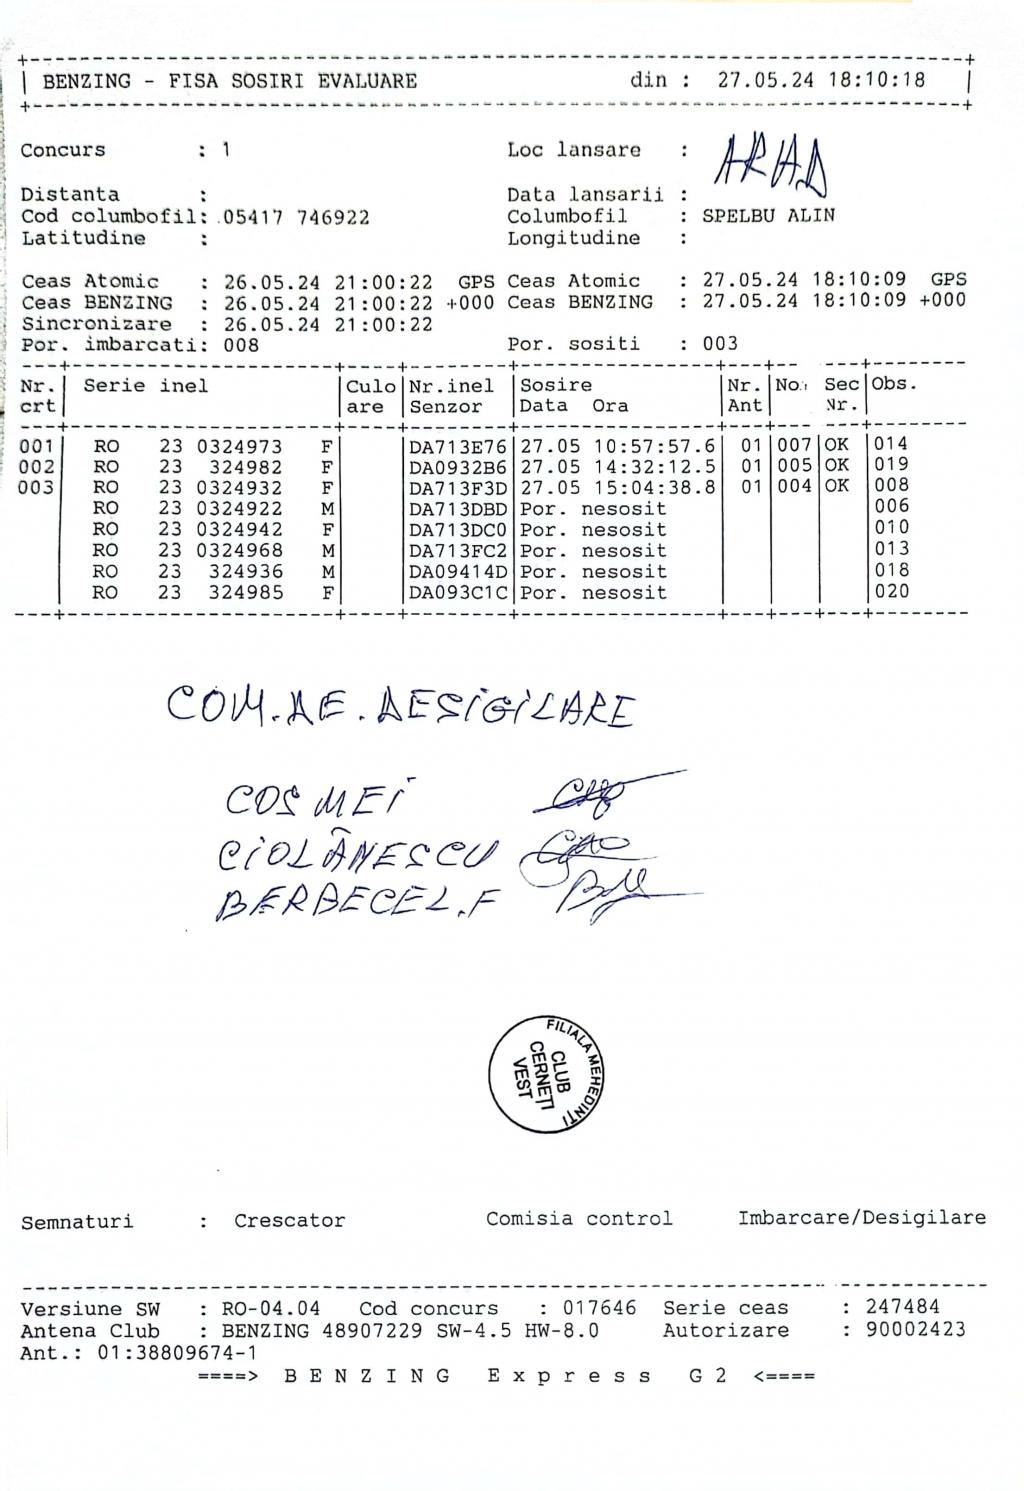 BENZING - FISA SOSIRI EVALUARE din : 27.05.24 18:10:18
Concurs : 1 Loc lansare : ARAD
Distanta : Data lansarii :
Cod columbofil: 05417 746922 Columbofil : SPELBU ALIN
Latitudine : Longitudine :
Ceas Atomic : 26.05.24 21:00:22 GPS Ceas Atomic : 27.05.24 18:10:09 GPS
Ceas BENZING : 26.05.24 21:00:22 +000 Ceas BENZING : 27.05.24 18:10:09 +000
Sincronizare : 26.05.24 21:00:22
Por. imbarcati: 008 Por. sositi : 003
Nr. Serie inel Culo Nr.inel Sosire Nr. No. Sec Obs.
crt are Senzor Data Ora Ant Nr.
001 RO 23 0324973 F DA713E76 27.05 10:57:57.6 01 007 OK 014
002 RO 23 324982 F DA0932B6 27.05 14:32:12.5 01 005 OK 019
003 RO 23 0324932 F DA713F3D 27.05 15:04:38.8 01 004 OK 008
RO 23 0324922 M DA713DBD Por. nesosit 006
RO 23 0324942 F DA713DC0 Por. nesosit 010
RO 23 0324968 M DA713FC2 Por. nesosit 013
RO 23 324936 M DA09414D Por. nesosit 018
RO 23 324985 F DA093C1C Por. nesosit 020
COM.DE.DESIGILARE
COSMEI
CIOLĂNESCU
BERBECEL.F
FILIALA MEHEDINȚI
CLUB
CERNEȚI
VEST
Semnaturi : Crescator Comisia control Imbarcare/Desigilare
Versiune SW : RO-04.04 Cod concurs : 017646 Serie ceas : 247484
Antena Club : BENZING 48907229 SW-4.5 HW-8.0 Autorizare : 90002423
Ant.: 01:38809674-1
====> B E N Z I N G E x p r e s s G 2 <====